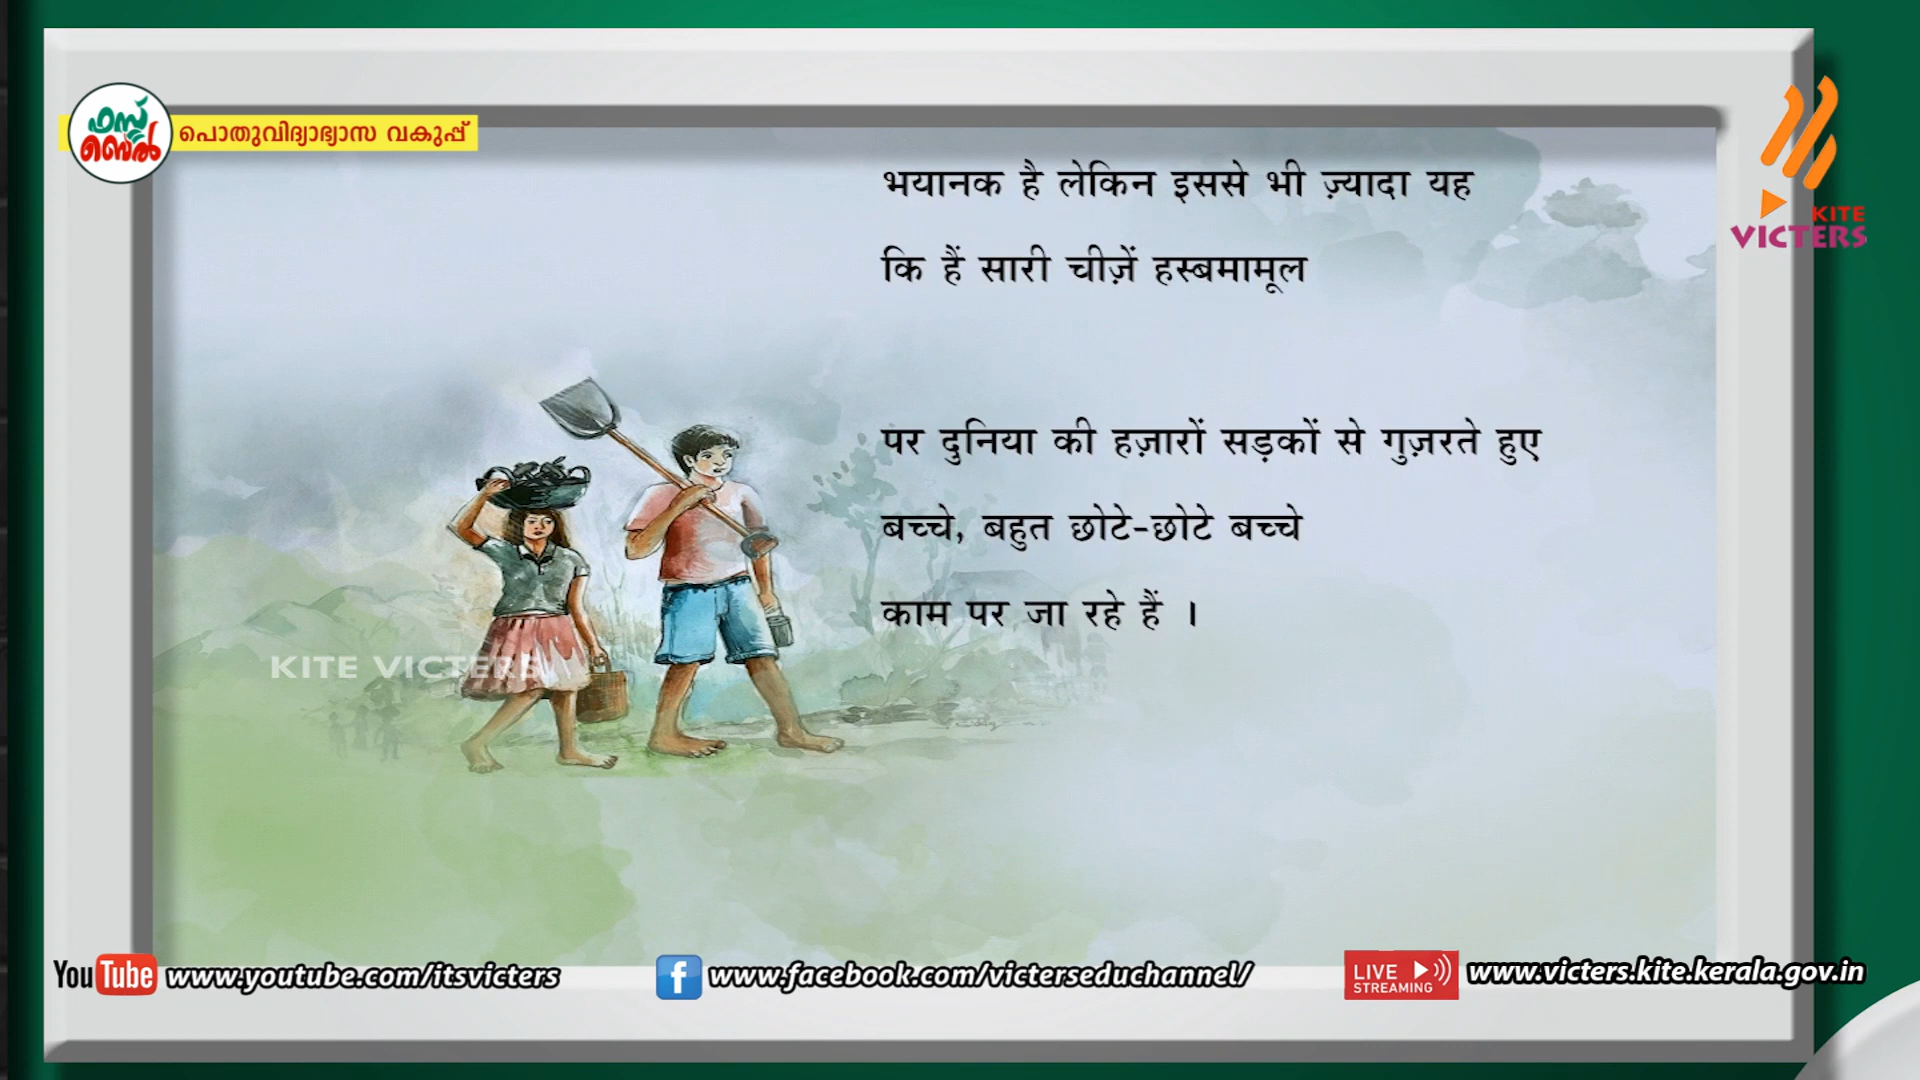 ഫസ്റ്റ്
ബെൽ
പൊതുവിദ്യാഭ്യാസ വകുപ്പ്
KITE
VICTERS
भयानक है लेकिन इससे भी ज़्यादा यह
कि हैं सारी चीज़ें हस्बमामूल
पर दुनिया की हज़ारों सड़कों से गुज़रते हुए
बच्चे, बहुत छोटे-छोटे बच्चे
काम पर जा रहे हैं ।
KITE VICTERS
YouTube www.youtube.com/itsvicters
f www.facebook.com/victerseduchannel/
LIVE
STREAMING
www.victers.kite.kerala.gov.in